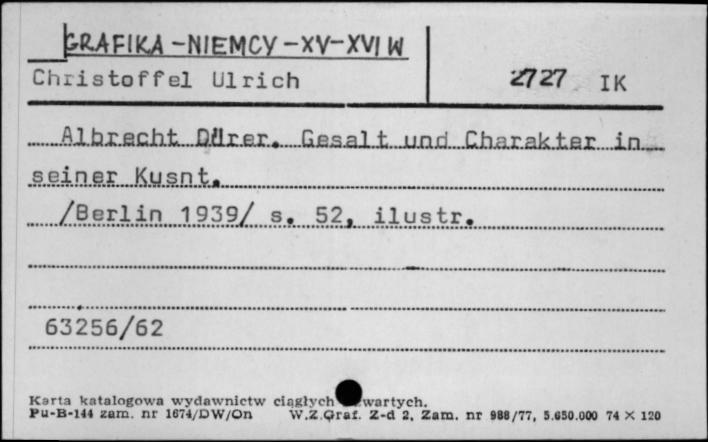 GRAFIKA-NIEMCY-XV-XVI W
Christoffel Ulrich 2727 IK
Albrecht Dürer. Gesalt und Charakter in
seiner Kusnt.
/Berlin 1939/ s. 52, ilustr.
63256/62
Karta katalogowa wydawnictw ciągłych wartych.
Pu-B-144 zam. nr 1674/DW/On W.Z.Graf. Z-d 2, Zam. nr 988/77, 5.650.000 74 × 120